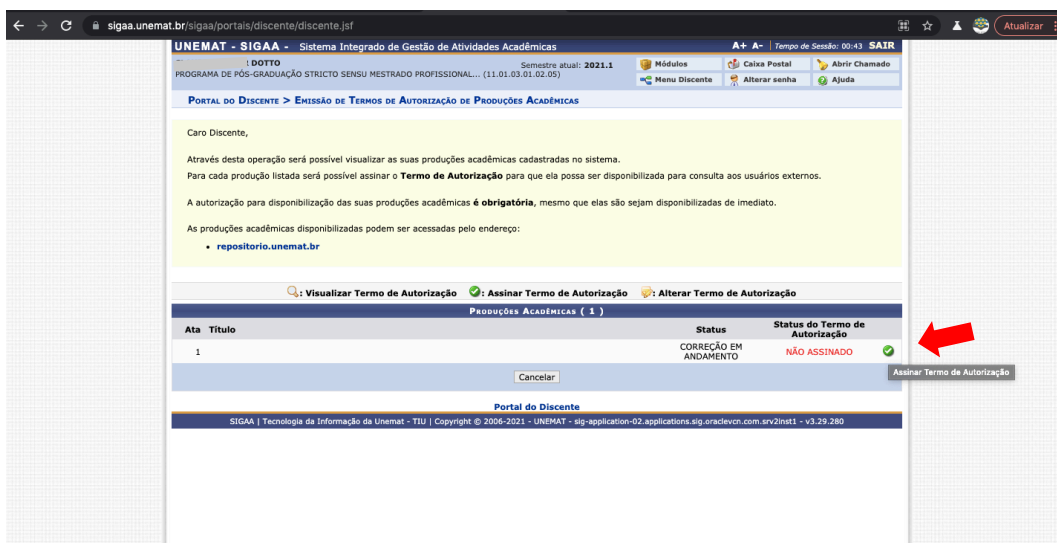 sigaa.unemat.br/sigaa/portais/discente/discente.jsf
Atualizar
UNEMAT - SIGAA - Sistema Integrado de Gestão de Atividades Acadêmicas
A+ A- Tempo de Sessão: 00:43 SAIR
DOTTO
Semestre atual: 2021.1
PROGRAMA DE PÓS-GRADUAÇÃO STRICTO SENSU MESTRADO PROFISSIONAL... (11.01.03.01.02.05)
Módulos
Caixa Postal
Abrir Chamado
Menu Discente
Alterar senha
Ajuda
Portal do Discente > Emissão de Termos de Autorização de Produções Acadêmicas
Caro Discente,
Através desta operação será possível visualizar as suas produções acadêmicas cadastradas no sistema.
Para cada produção listada será possível assinar o Termo de Autorização para que ela possa ser disponibilizada para consulta aos usuários externos.
A autorização para disponibilização das suas produções acadêmicas é obrigatória, mesmo que elas são sejam disponibilizadas de imediato.
As produções acadêmicas disponibilizadas podem ser acessadas pelo endereço:
• repositorio.unemat.br
: Visualizar Termo de Autorização : Assinar Termo de Autorização : Alterar Termo de Autorização
Produções Acadêmicas ( 1 )
Ata Título Status Status do Termo de Autorização
1 CORREÇÃO EM ANDAMENTO NÃO ASSINADO
Assinar Termo de Autorização
Cancelar
Portal do Discente
SIGAA | Tecnologia da Informação da Unemat - TIU | Copyright © 2006-2021 - UNEMAT - sig-application-02.applications.sig.oraclevcn.com.srv2inst1 - v3.29.280